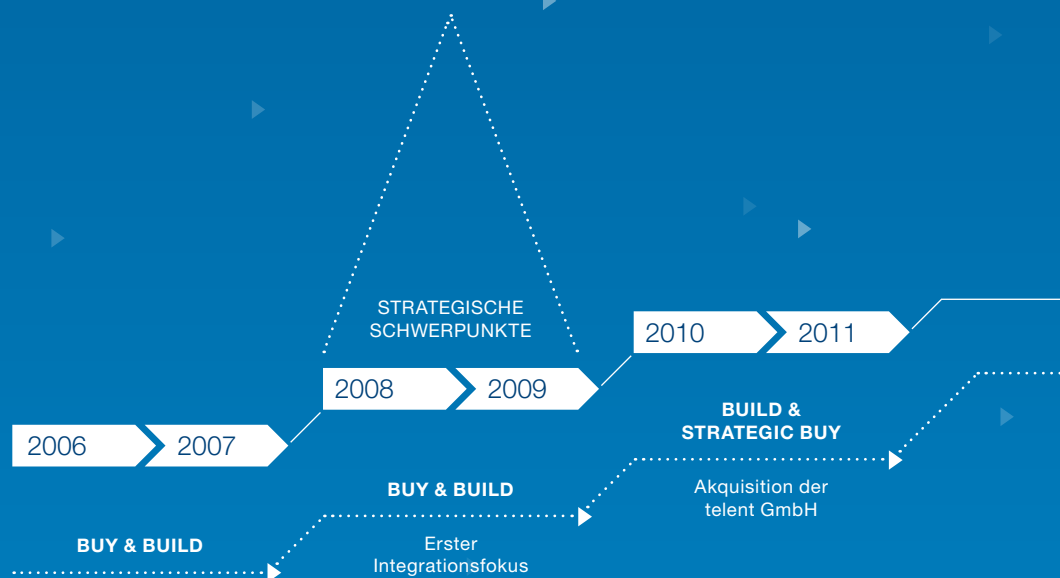 STRATEGISCHE
SCHWERPUNKTE
2006
2007
BUY & BUILD
2008
2009
BUY & BUILD
Erster
Integrationsfokus
2010
2011
BUILD &
STRATEGIC BUY
Akquisition der
telent GmbH